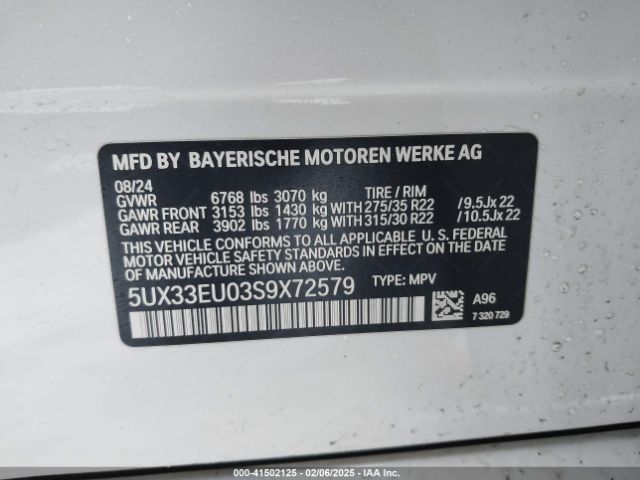 MFD BY BAYERISCHE MOTOREN WERKE AG
08/24
GVWR 6768 lbs 3070 kg TIRE / RIM
GAWR FRONT 3153 lbs 1430 kg WITH 275/35 R22 / 9.5Jx 22
GAWR REAR 3902 lbs 1770 kg WITH 315/30 R22 / 10.5Jx 22
THIS VEHICLE CONFORMS TO ALL APPLICABLE U.S. FEDERAL
MOTOR VEHICLE SAFETY STANDARDS IN EFFECT
ON THE DATE OF MANUFACTURE SHOWN ABOVE.
5UX33EU03S9X72579 TYPE: MPV
A96
7 320 729
000-41502125 - 02/06/2025 - IAA Inc.